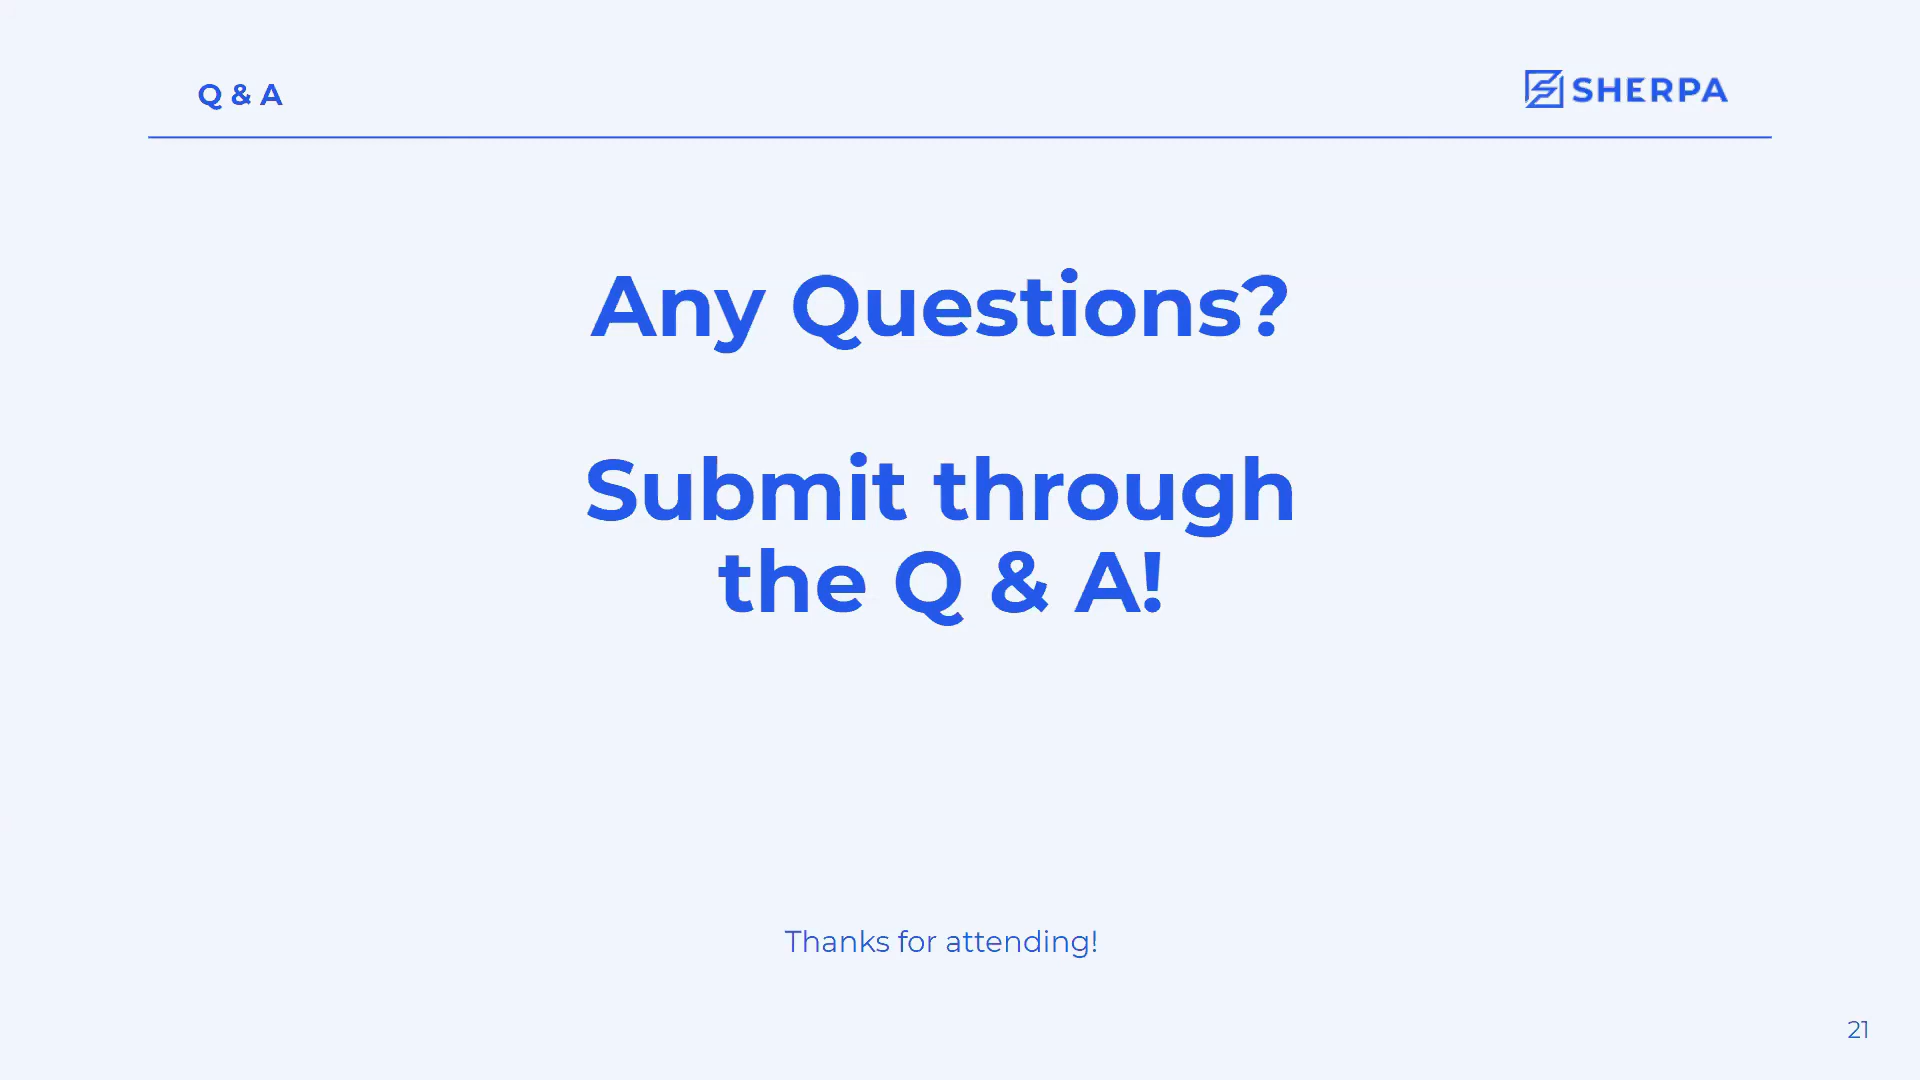 Q & A
SHERPA
Any Questions?
Submit through
the Q & A!
Thanks for attending!
21